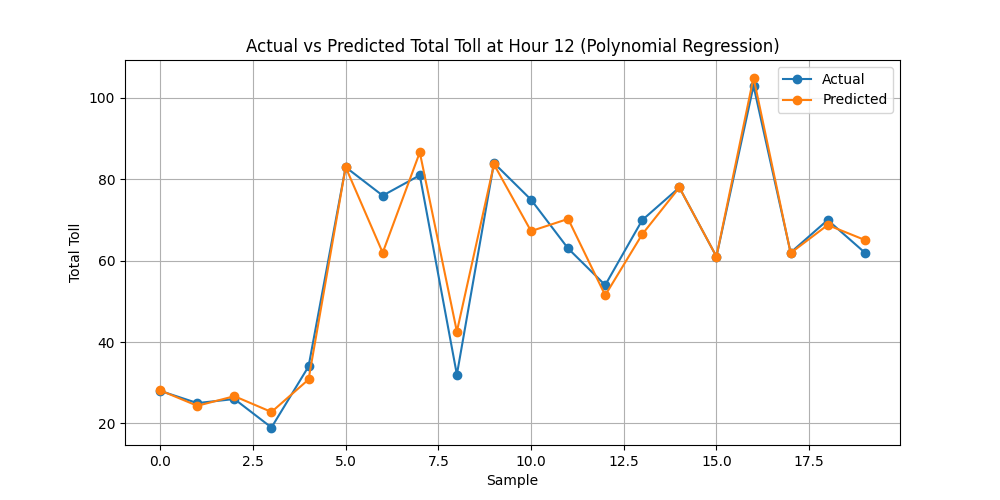 Actual vs Predicted Total Toll at Hour 12 (Polynomial Regression)
Actual
Predicted
Total Toll
100
80
60
40
20
0.0 2.5 5.0 7.5 10.0 12.5 15.0 17.5
Sample